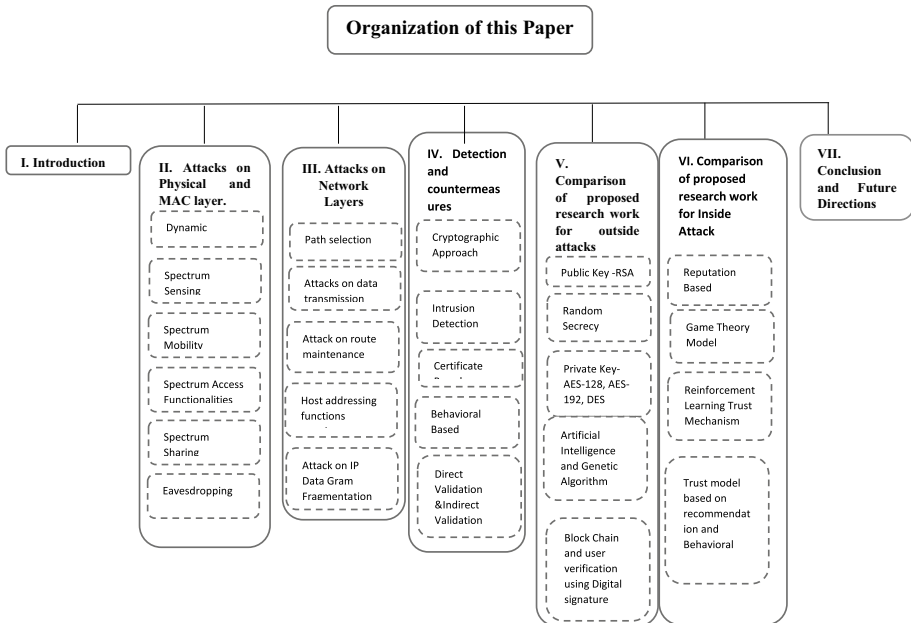 Organization of this Paper
I. Introduction
II. Attacks on
Physical and
MAC layer.
Dynamic
Spectrum
Sensing
Spectrum
Mobility
Spectrum Access
Functionalities
Spectrum
Sharing
Eavesdropping
III. Attacks on
Network
Layers
Path selection
Attacks on data
transmission
Attack on route
maintenance
Host addressing
functions
Attack on IP
Data Gram
Fragmentation
IV. Detection
and
countermeas
ures
Cryptographic
Approach
Intrusion
Detection
Certificate
Behavioral
Based
Direct
Validation
&Indirect
Validation
V.
Comparison
of proposed
research work
for outside
attacks
Public Key -RSA
Random
Secrecy
Private Key-
AES-128, AES-
192, DES
Artificial
Intelligence
and Genetic
Algorithm
Block Chain
and user
verification
using Digital
signature
VI. Comparison
of proposed
research work
for Inside
Attack
Reputation
Based
Game Theory
Model
Reinforcement
Learning Trust
Mechanism
Trust model
based on
recommendat
ion and
Behavioral
VII.
Conclusion
and Future
Directions